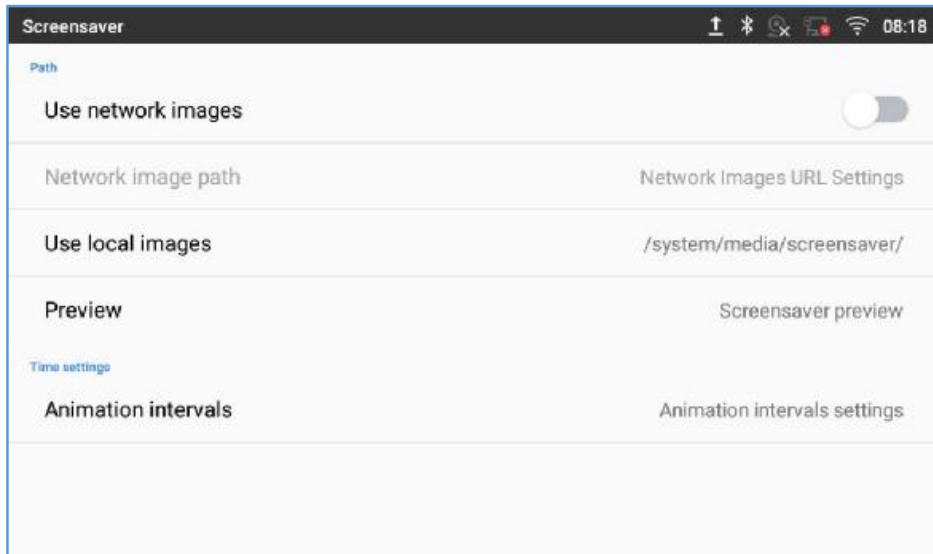 Screensaver 08:18
Path
Use network images
Network image path Network Images URL Settings
Use local images /system/media/screensaver/
Preview Screensaver preview
Time settings
Animation intervals Animation intervals settings